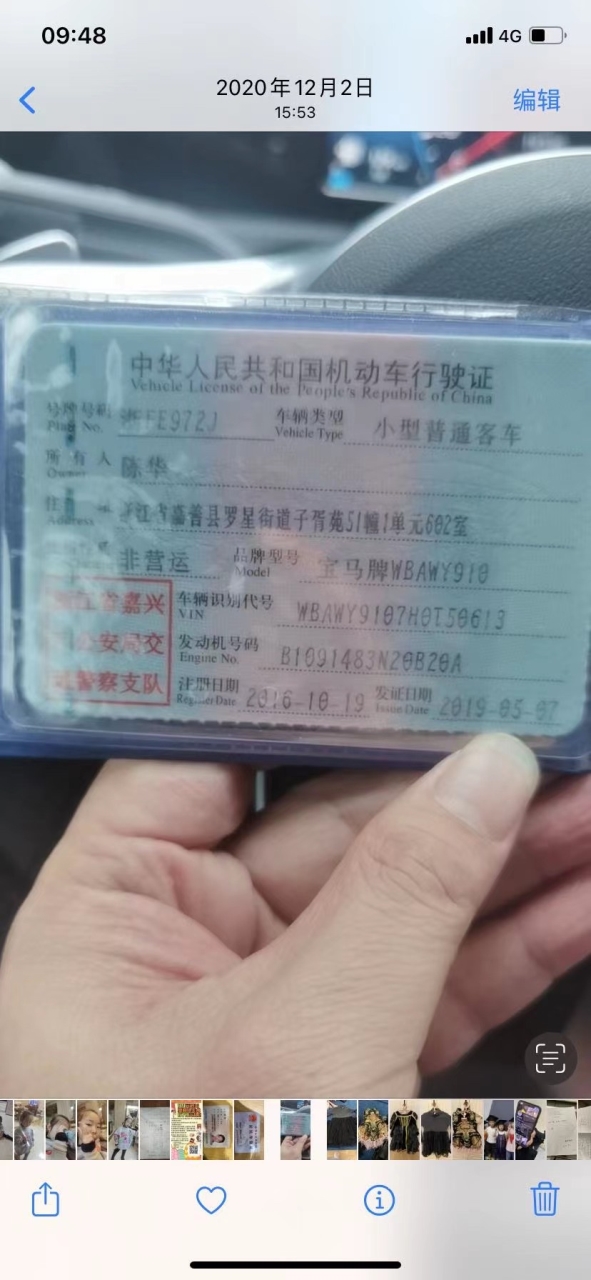 09:48
4G
2020年12月2日
15:53
编辑
中华人民共和国机动车行驶证
Vehicle License of the People's Republic of China
号牌号码 E972J 车辆类型 小型普通客车
Plate No. Vehicle Type
所有人 陈华
Owner
江省嘉善县罗星街道子胥苑51幢1单元602室
Address
非营运 品牌型号 宝马牌WBAWY910
Model
江省嘉兴 车辆识别代号 WBAWY9107H0T50613
VIN
公安局交 发动机号码 B1091483N20B20A
Engine No.
警察支队 注册日期 2016-10-19 发证日期 2019-05-07
Register Date Issue Date